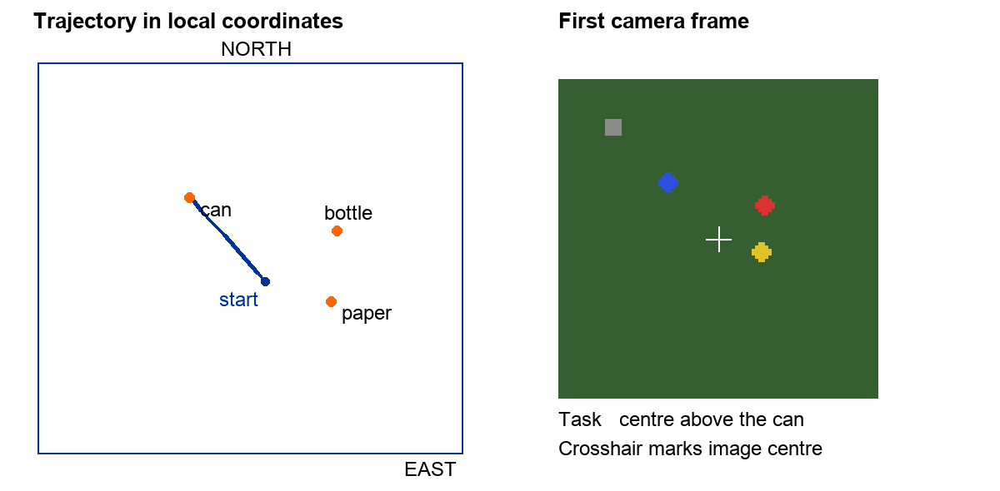 Trajectory in local coordinates
NORTH
can
bottle
start
paper
EAST
First camera frame
Task centre above the can
Crosshair marks image centre